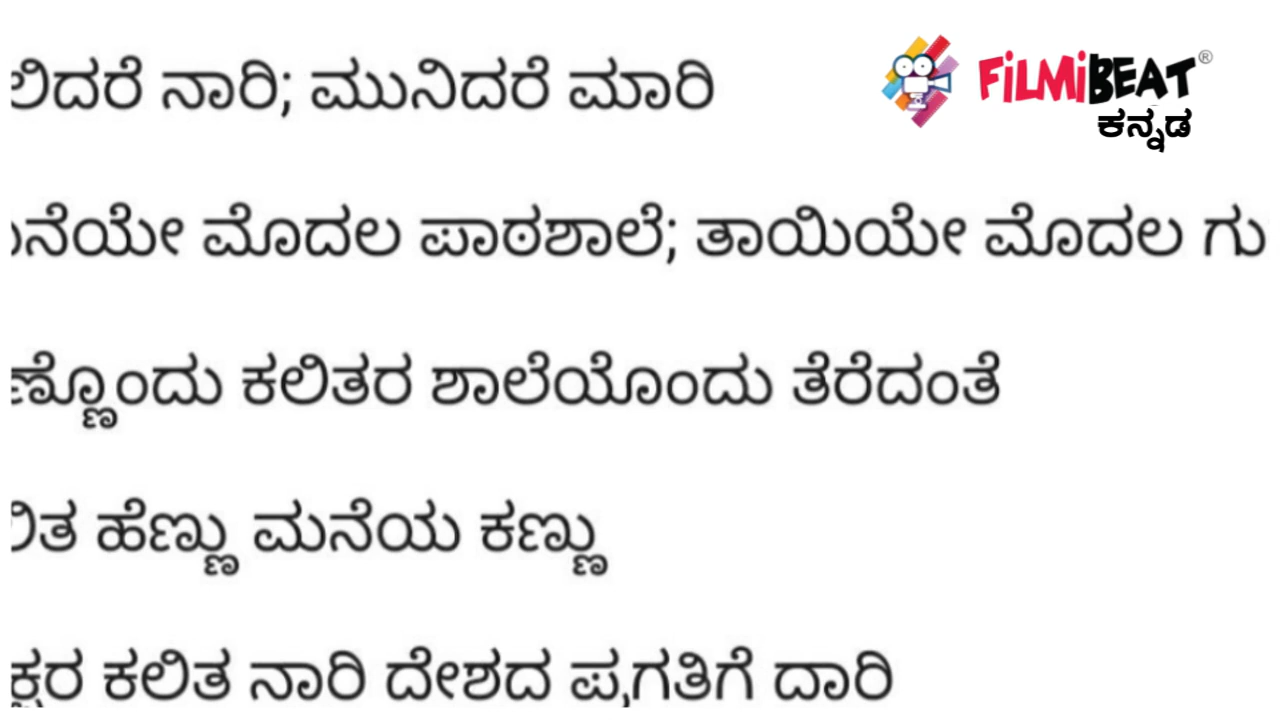 ಲಿದರೆ ನಾರಿ; ಮುನಿದರೆ ಮಾರಿ
FiLMiBEAT®
ಕನ್ನಡ
ನೆಯೇ ಮೊದಲ ಪಾಠಶಾಲೆ; ತಾಯಿಯೇ ಮೊದಲ ಗು
ಣ್ಣೊಂದು ಕಲಿತರ ಶಾಲೆಯೊಂದು ತೆರೆದಂತೆ
ಲಿತ ಹೆಣ್ಣು ಮನೆಯ ಕಣ್ಣು
ಕ್ಷರ ಕಲಿತ ನಾರಿ ದೇಶದ ಪ್ರಗತಿಗೆ ದಾರಿ